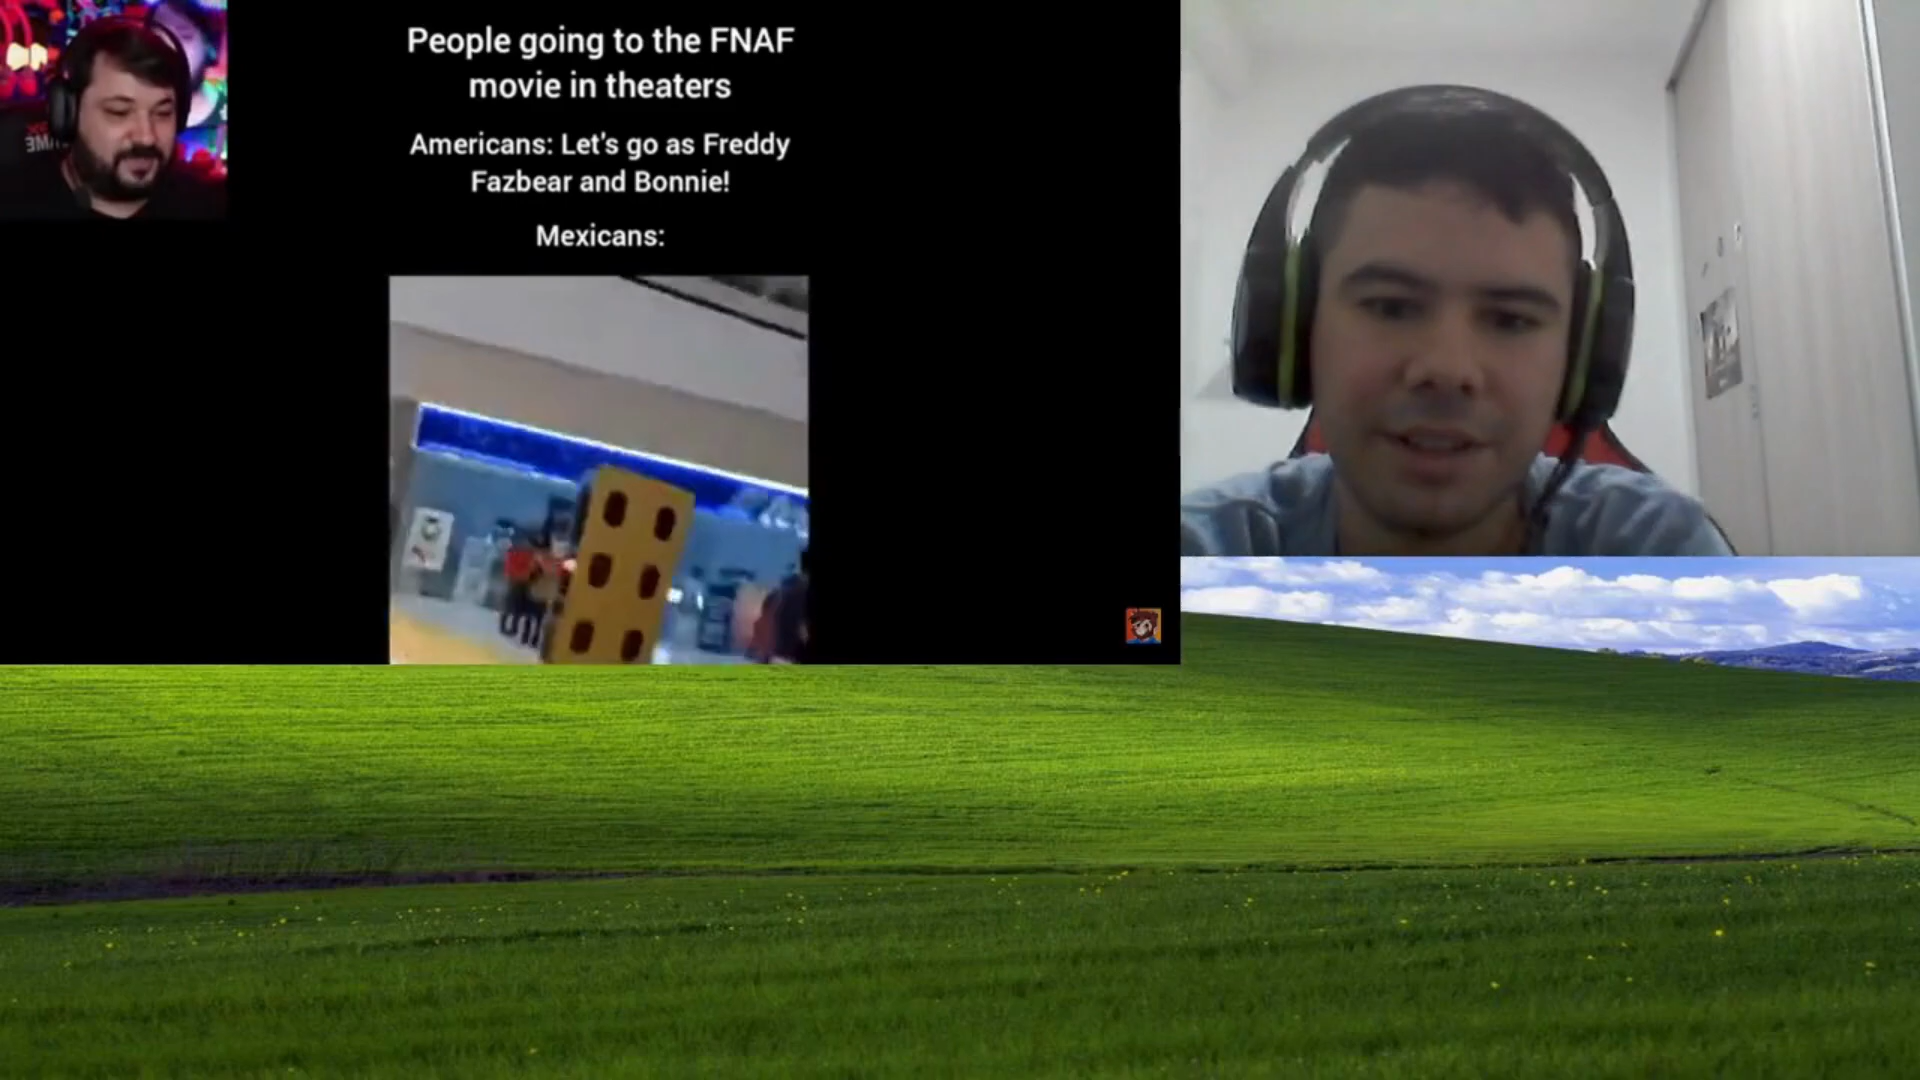 People going to the FNAF
movie in theaters
Americans: Let's go as Freddy
Fazbear and Bonnie!
Mexicans: